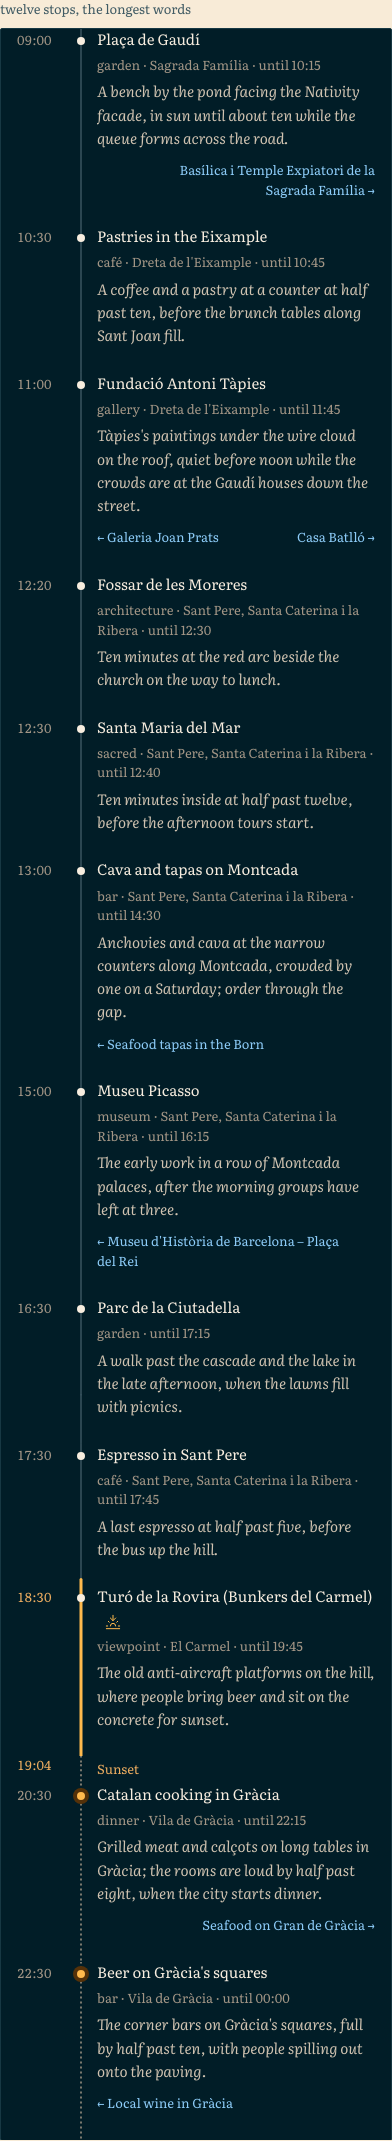 twelve stops, the longest words
09:00 Plaça de Gaudí
garden · Sagrada Família · until 10:15
A bench by the pond facing the Nativity
facade, in sun until about ten while the
queue forms across the road.
Basílica i Temple Expiatori de la
Sagrada Família →
10:30 Pastries in the Eixample
café · Dreta de l'Eixample · until 10:45
A coffee and a pastry at a counter at half
past ten, before the brunch tables along
Sant Joan fill.
11:00 Fundació Antoni Tàpies
gallery · Dreta de l'Eixample · until 11:45
Tàpies's paintings under the wire cloud
on the roof, quiet before noon while the
crowds are at the Gaudí houses down the
street.
← Galeria Joan Prats Casa Batlló →
12:20 Fossar de les Moreres
architecture · Sant Pere, Santa Caterina i la
Ribera · until 12:30
Ten minutes at the red arc beside the
church on the way to lunch.
12:30 Santa Maria del Mar
sacred · Sant Pere, Santa Caterina i la Ribera ·
until 12:40
Ten minutes inside at half past twelve,
before the afternoon tours start.
13:00 Cava and tapas on Montcada
bar · Sant Pere, Santa Caterina i la Ribera ·
until 14:30
Anchovies and cava at the narrow
counters along Montcada, crowded by
one on a Saturday; order through the
gap.
← Seafood tapas in the Born
15:00 Museu Picasso
museum · Sant Pere, Santa Caterina i la
Ribera · until 16:15
The early work in a row of Montcada
palaces, after the morning groups have
left at three.
← Museu d'Història de Barcelona – Plaça
del Rei
16:30 Parc de la Ciutadella
garden · until 17:15
A walk past the cascade and the lake in
the late afternoon, when the lawns fill
with picnics.
17:30 Espresso in Sant Pere
café · Sant Pere, Santa Caterina i la Ribera ·
until 17:45
A last espresso at half past five, before
the bus up the hill.
18:30 Turó de la Rovira (Bunkers del Carmel)
viewpoint · El Carmel · until 19:45
The old anti-aircraft platforms on the hill,
where people bring beer and sit on the
concrete for sunset.
19:04 Sunset
20:30 Catalan cooking in Gràcia
dinner · Vila de Gràcia · until 22:15
Grilled meat and calçots on long tables in
Gràcia; the rooms are loud by half past
eight, when the city starts dinner.
Seafood on Gran de Gràcia →
22:30 Beer on Gràcia's squares
bar · Vila de Gràcia · until 00:00
The corner bars on Gràcia's squares, full
by half past ten, with people spilling out
onto the paving.
← Local wine in Gràcia